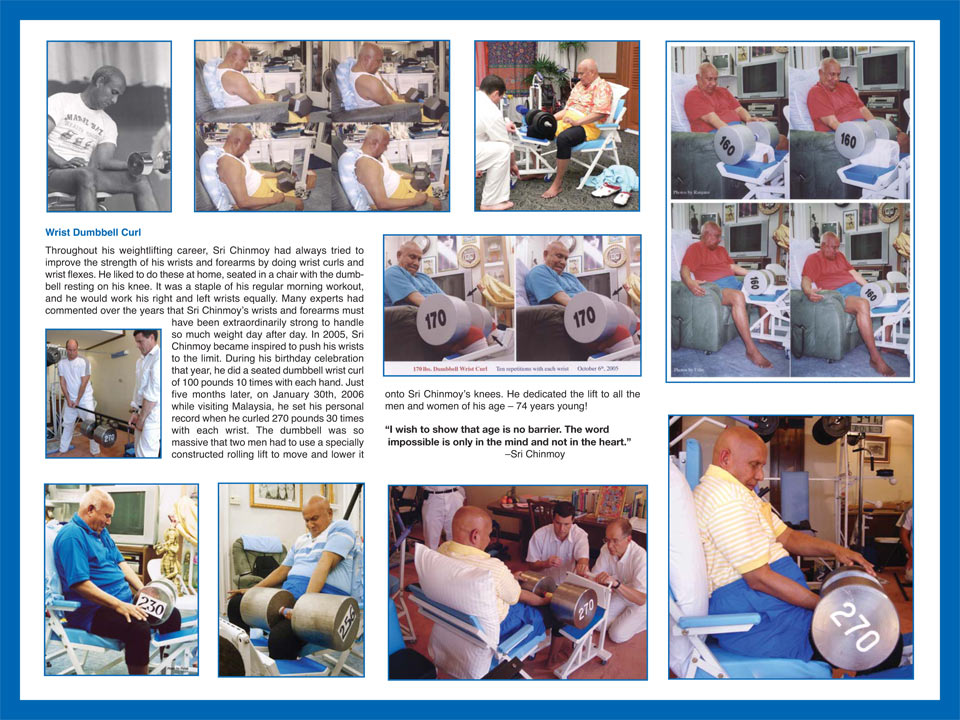 160
160
Photos by Ranjana
160
160
Wrist Dumbbell Curl
Throughout his weightlifting career, Sri Chinmoy had always tried to
improve the strength of his wrists and forearms by doing wrist curls and
wrist flexes. He liked to do these at home, seated in a chair with the dumb-
bell resting on his knee. It was a staple of his regular morning workout,
and he would work his right and left wrists equally. Many experts had
commented over the years that Sri Chinmoy’s wrists and forearms must
have been extraordinarily strong to handle
so much weight day after day. In 2005, Sri
Chinmoy became inspired to push his wrists
to the limit. During his birthday celebration
that year, he did a seated dumbbell wrist curl
of 100 pounds 10 times with each hand. Just
five months later, on January 30th, 2006
while visiting Malaysia, he set his personal
record when he curled 270 pounds 30 times
with each wrist. The dumbbell was so
massive that two men had to use a specially
constructed rolling lift to move and lower it
270
170
170
170 lbs. Dumbbell Wrist Curl Ten repetitions with each wrist October 6th, 2005
onto Sri Chinmoy’s knees. He dedicated the lift to all the
men and women of his age – 74 years young!
“I wish to show that age is no barrier. The word
impossible is only in the mind and not in the heart.”
–Sri Chinmoy
230
255
270
270